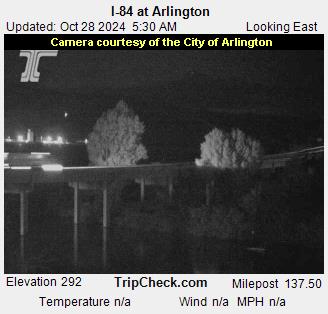 I-84 at Arlington
Updated: Oct 28 2024 5:30 AM Looking East
Camera courtesy of the City of Arlington
Elevation 292 TripCheck.com Milepost 137.50
Temperature n/a Wind n/a MPH n/a